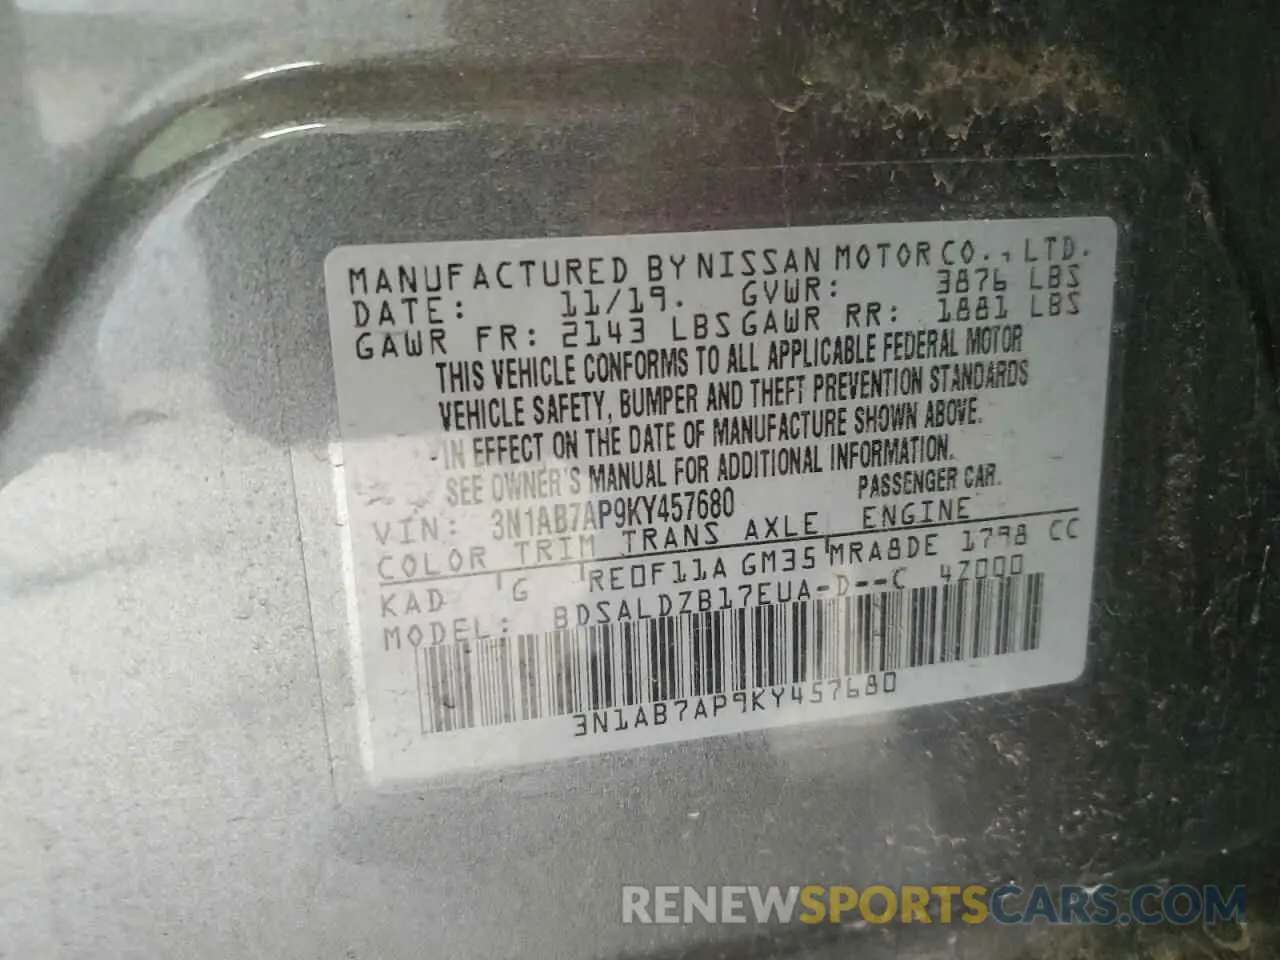 MANUFACTURED BY NISSAN MOTOR CO., LTD.
DATE: 11/19. GVWR: 3876 LBS
GAWR FR: 2143 LBS GAWR RR: 1881 LBS
THIS VEHICLE CONFORMS TO ALL APPLICABLE FEDERAL MOTOR
VEHICLE SAFETY, BUMPER AND THEFT PREVENTION STANDARDS
IN EFFECT ON THE DATE OF MANUFACTURE SHOWN ABOVE.
SEE OWNER'S MANUAL FOR ADDITIONAL INFORMATION.
VIN: 3N1AB7AP9KY457680 PASSENGER CAR.
COLOR TRIM TRANS AXLE ENGINE
KAD G RE0F11A GM35 MRA8DE 1798 CC
MODEL: BDSALDZB17EUA-D--C 4Z000
3N1AB7AP9KY457680
RENEWSPORTSCARS.COM